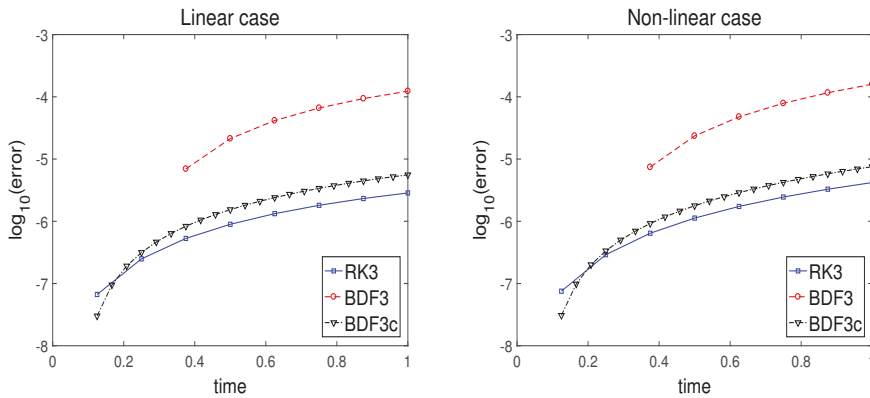 Linear case
-3
-4
-5
-6
-7
-8
log10(error)
0
0.2
0.4
0.6
0.8
1
time
RK3
BDF3
BDF3c
Non-linear case
-3
-4
-5
-6
-7
-8
log10(error)
0
0.2
0.4
0.6
0.8
1
time
RK3
BDF3
BDF3c